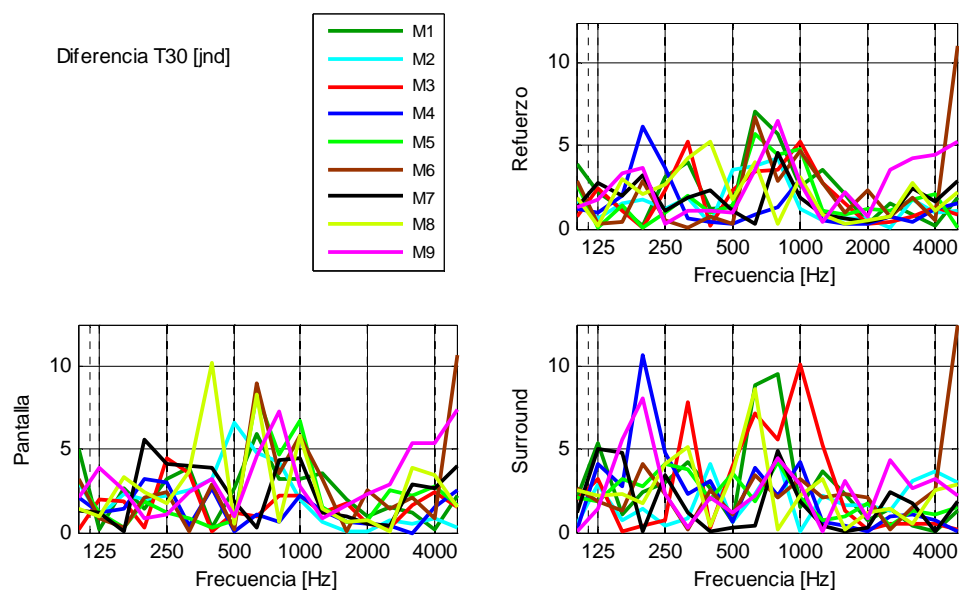 Diferencia T30 [jnd]
M1
M2
M3
M4
M5
M6
M7
M8
M9
Refuerzo
10
5
0
125 250 500 1000 2000 4000
Frecuencia [Hz]
Pantalla
10
5
0
125 250 500 1000 2000 4000
Frecuencia [Hz]
Surround
10
5
0
125 250 500 1000 2000 4000
Frecuencia [Hz]